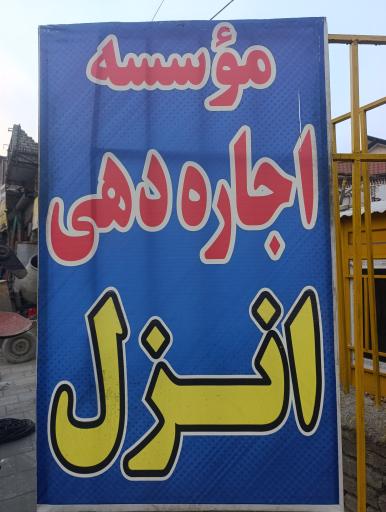 مؤسسه
اجاره دهی
انزل